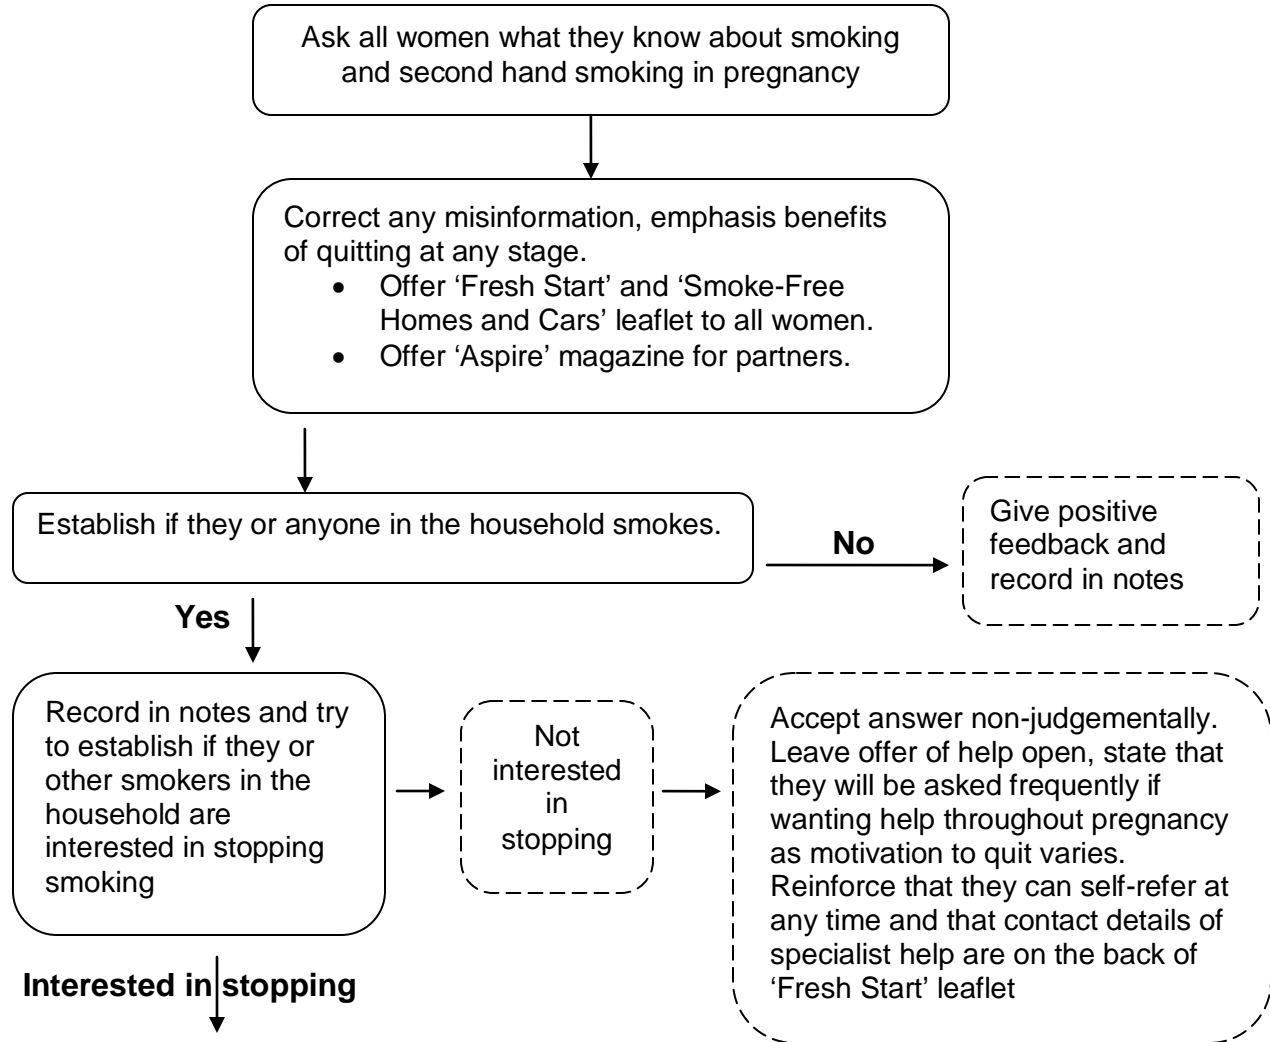 Ask all women what they know about smoking
and second hand smoking in pregnancy
Correct any misinformation, emphasis benefits
of quitting at any stage.
• Offer ‘Fresh Start’ and ‘Smoke-Free
Homes and Cars’ leaflet to all women.
• Offer ‘Aspire’ magazine for partners.
Establish if they or anyone in the household smokes.
No
Give positive
feedback and
record in notes
Yes
Record in notes and try
to establish if they or
other smokers in the
household are
interested in stopping
smoking
Not
interested
in
stopping
Accept answer non-judgementally.
Leave offer of help open, state that
they will be asked frequently if
wanting help throughout pregnancy
as motivation to quit varies.
Reinforce that they can self-refer at
any time and that contact details of
specialist help are on the back of
‘Fresh Start’ leaflet
Interested in stopping